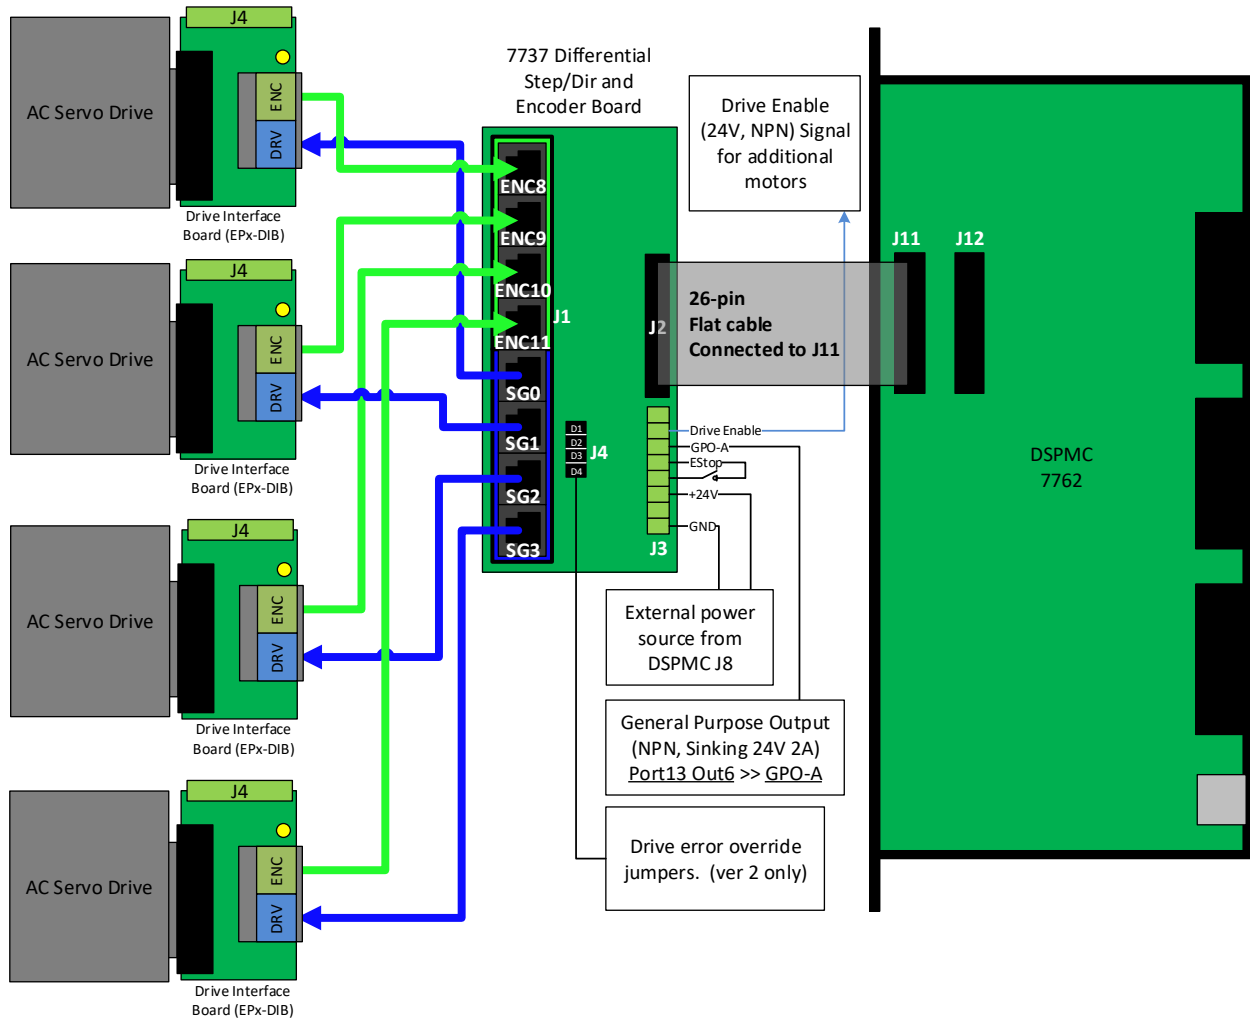 J4
ENC
DRV
AC Servo Drive
Drive Interface
Board (EPx-DIB)
J4
ENC
DRV
AC Servo Drive
Drive Interface
Board (EPx-DIB)
J4
ENC
DRV
AC Servo Drive
Drive Interface
Board (EPx-DIB)
J4
ENC
DRV
AC Servo Drive
Drive Interface
Board (EPx-DIB)
7737 Differential
Step/Dir and
Encoder Board
ENC8
ENC9
ENC10
ENC11
J1
SG0
SG1
SG2
SG3
D1
D2
D3
D4
J4
J2
J3
Drive Enable
GPO-A
EStop
+24V
GND
Drive Enable
(24V, NPN) Signal
for additional
motors
26-pin
Flat cable
Connected to J11
J11
J12
DSPMC
7762
External power
source from
DSPMC J8
General Purpose Output
(NPN, Sinking 24V 2A)
Port13 Out6 >> GPO-A
Drive error override
jumpers.  (ver 2 only)